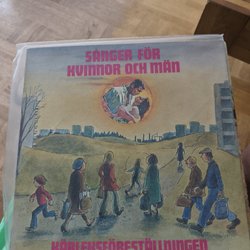 SÅNGER FÖR
KVINNOR OCH MÄN
KÄRLEKSFÖRESTÄLLNINGEN